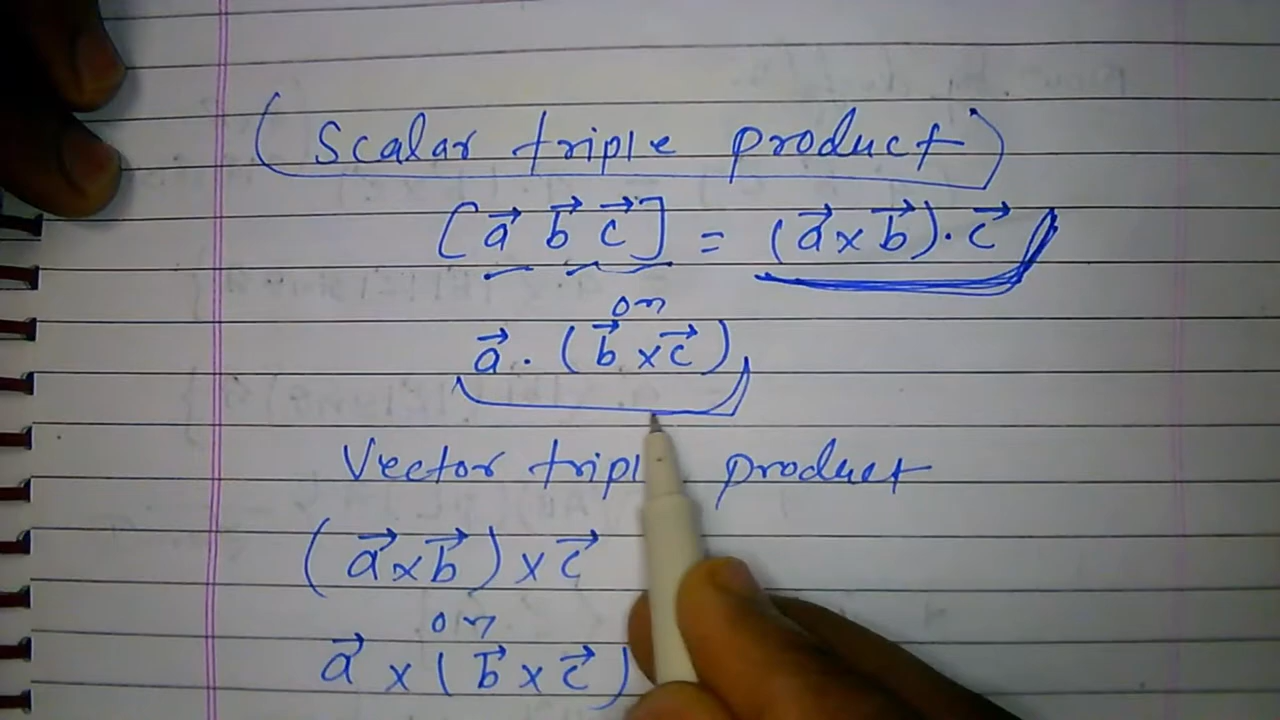 (Scalar triple product)
[a⃗ b⃗ c⃗] = (a⃗ × b⃗) . c⃗
or
a⃗ . (b⃗ × c⃗)
Vector triple product
(a⃗ × b⃗) × c⃗
or
a⃗ × (b⃗ × c⃗)